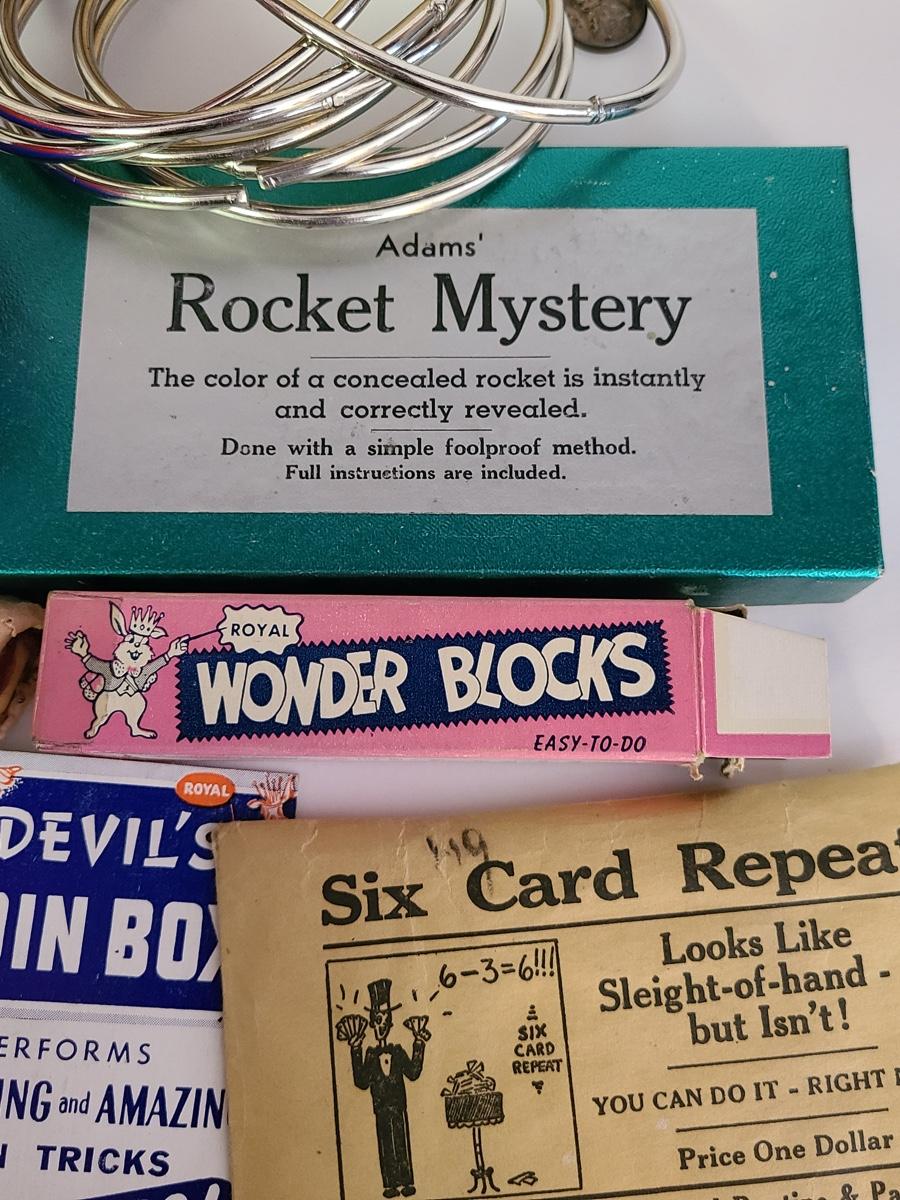 Adams'
Rocket Mystery
The color of a concealed rocket is instantly
and correctly revealed.
Done with a simple foolproof method.
Full instructions are included.
ROYAL
WONDER BLOCKS
EASY-TO-DO
ROYAL
DEVIL'S
OIN BOX
ERFORMS
ING and AMAZIN
TRICKS
Six Card Repeat
6-3=6!!!
SIX
CARD
REPEAT
Looks Like
Sleight-of-hand -
but Isn't!
YOU CAN DO IT - RIGHT
Price One Dollar